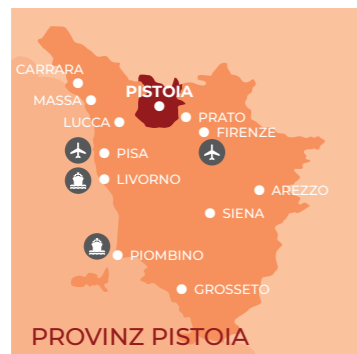 CARRARA
MASSA
PISTOIA
LUCCA
PRATO
FIRENZE
PISA
LIVORNO
AREZZO
SIENA
PIOMBINO
GROSSETO
PROVINZ PISTOIA